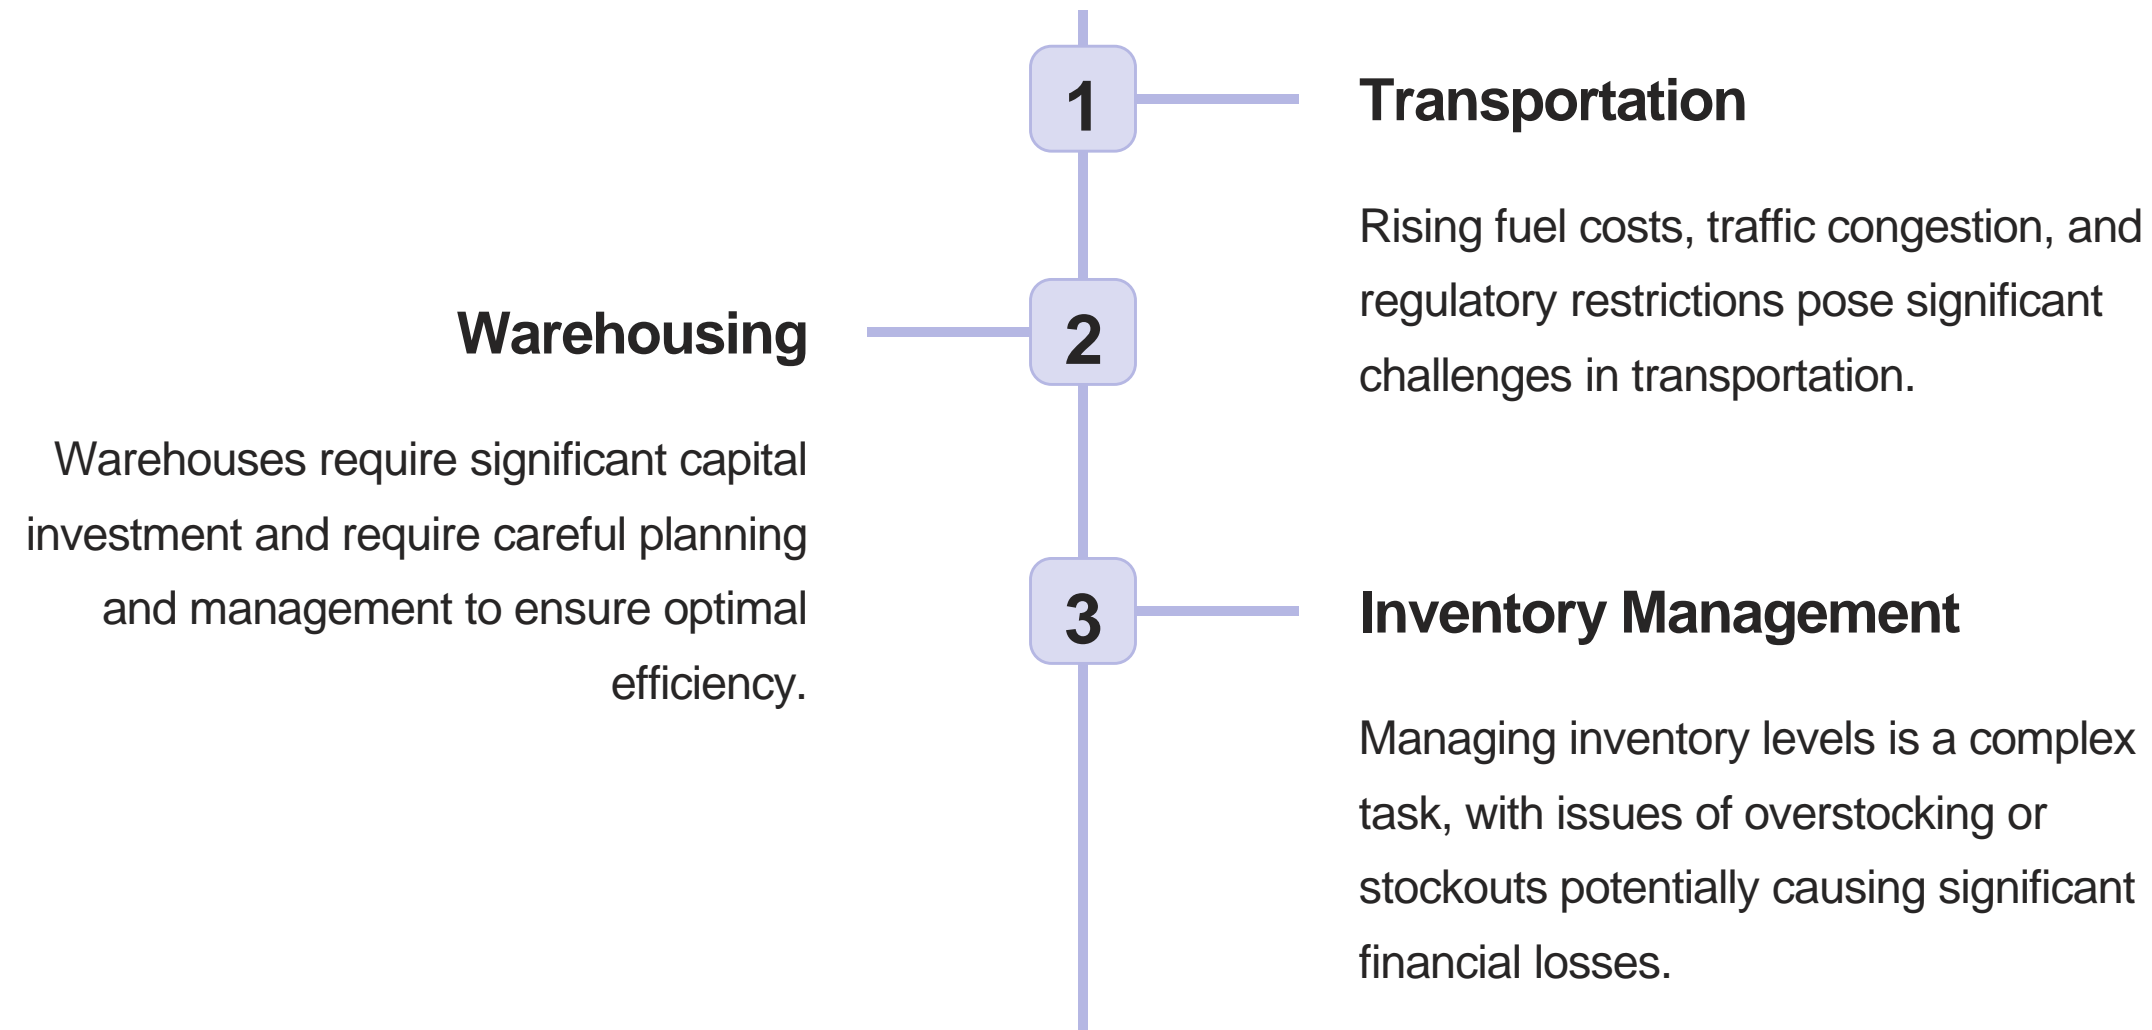 1
Transportation
Rising fuel costs, traffic congestion, and
regulatory restrictions pose significant
challenges in transportation.
2
Warehousing
Warehouses require significant capital
investment and require careful planning
and management to ensure optimal
efficiency.
3
Inventory Management
Managing inventory levels is a complex
task, with issues of overstocking or
stockouts potentially causing significant
financial losses.